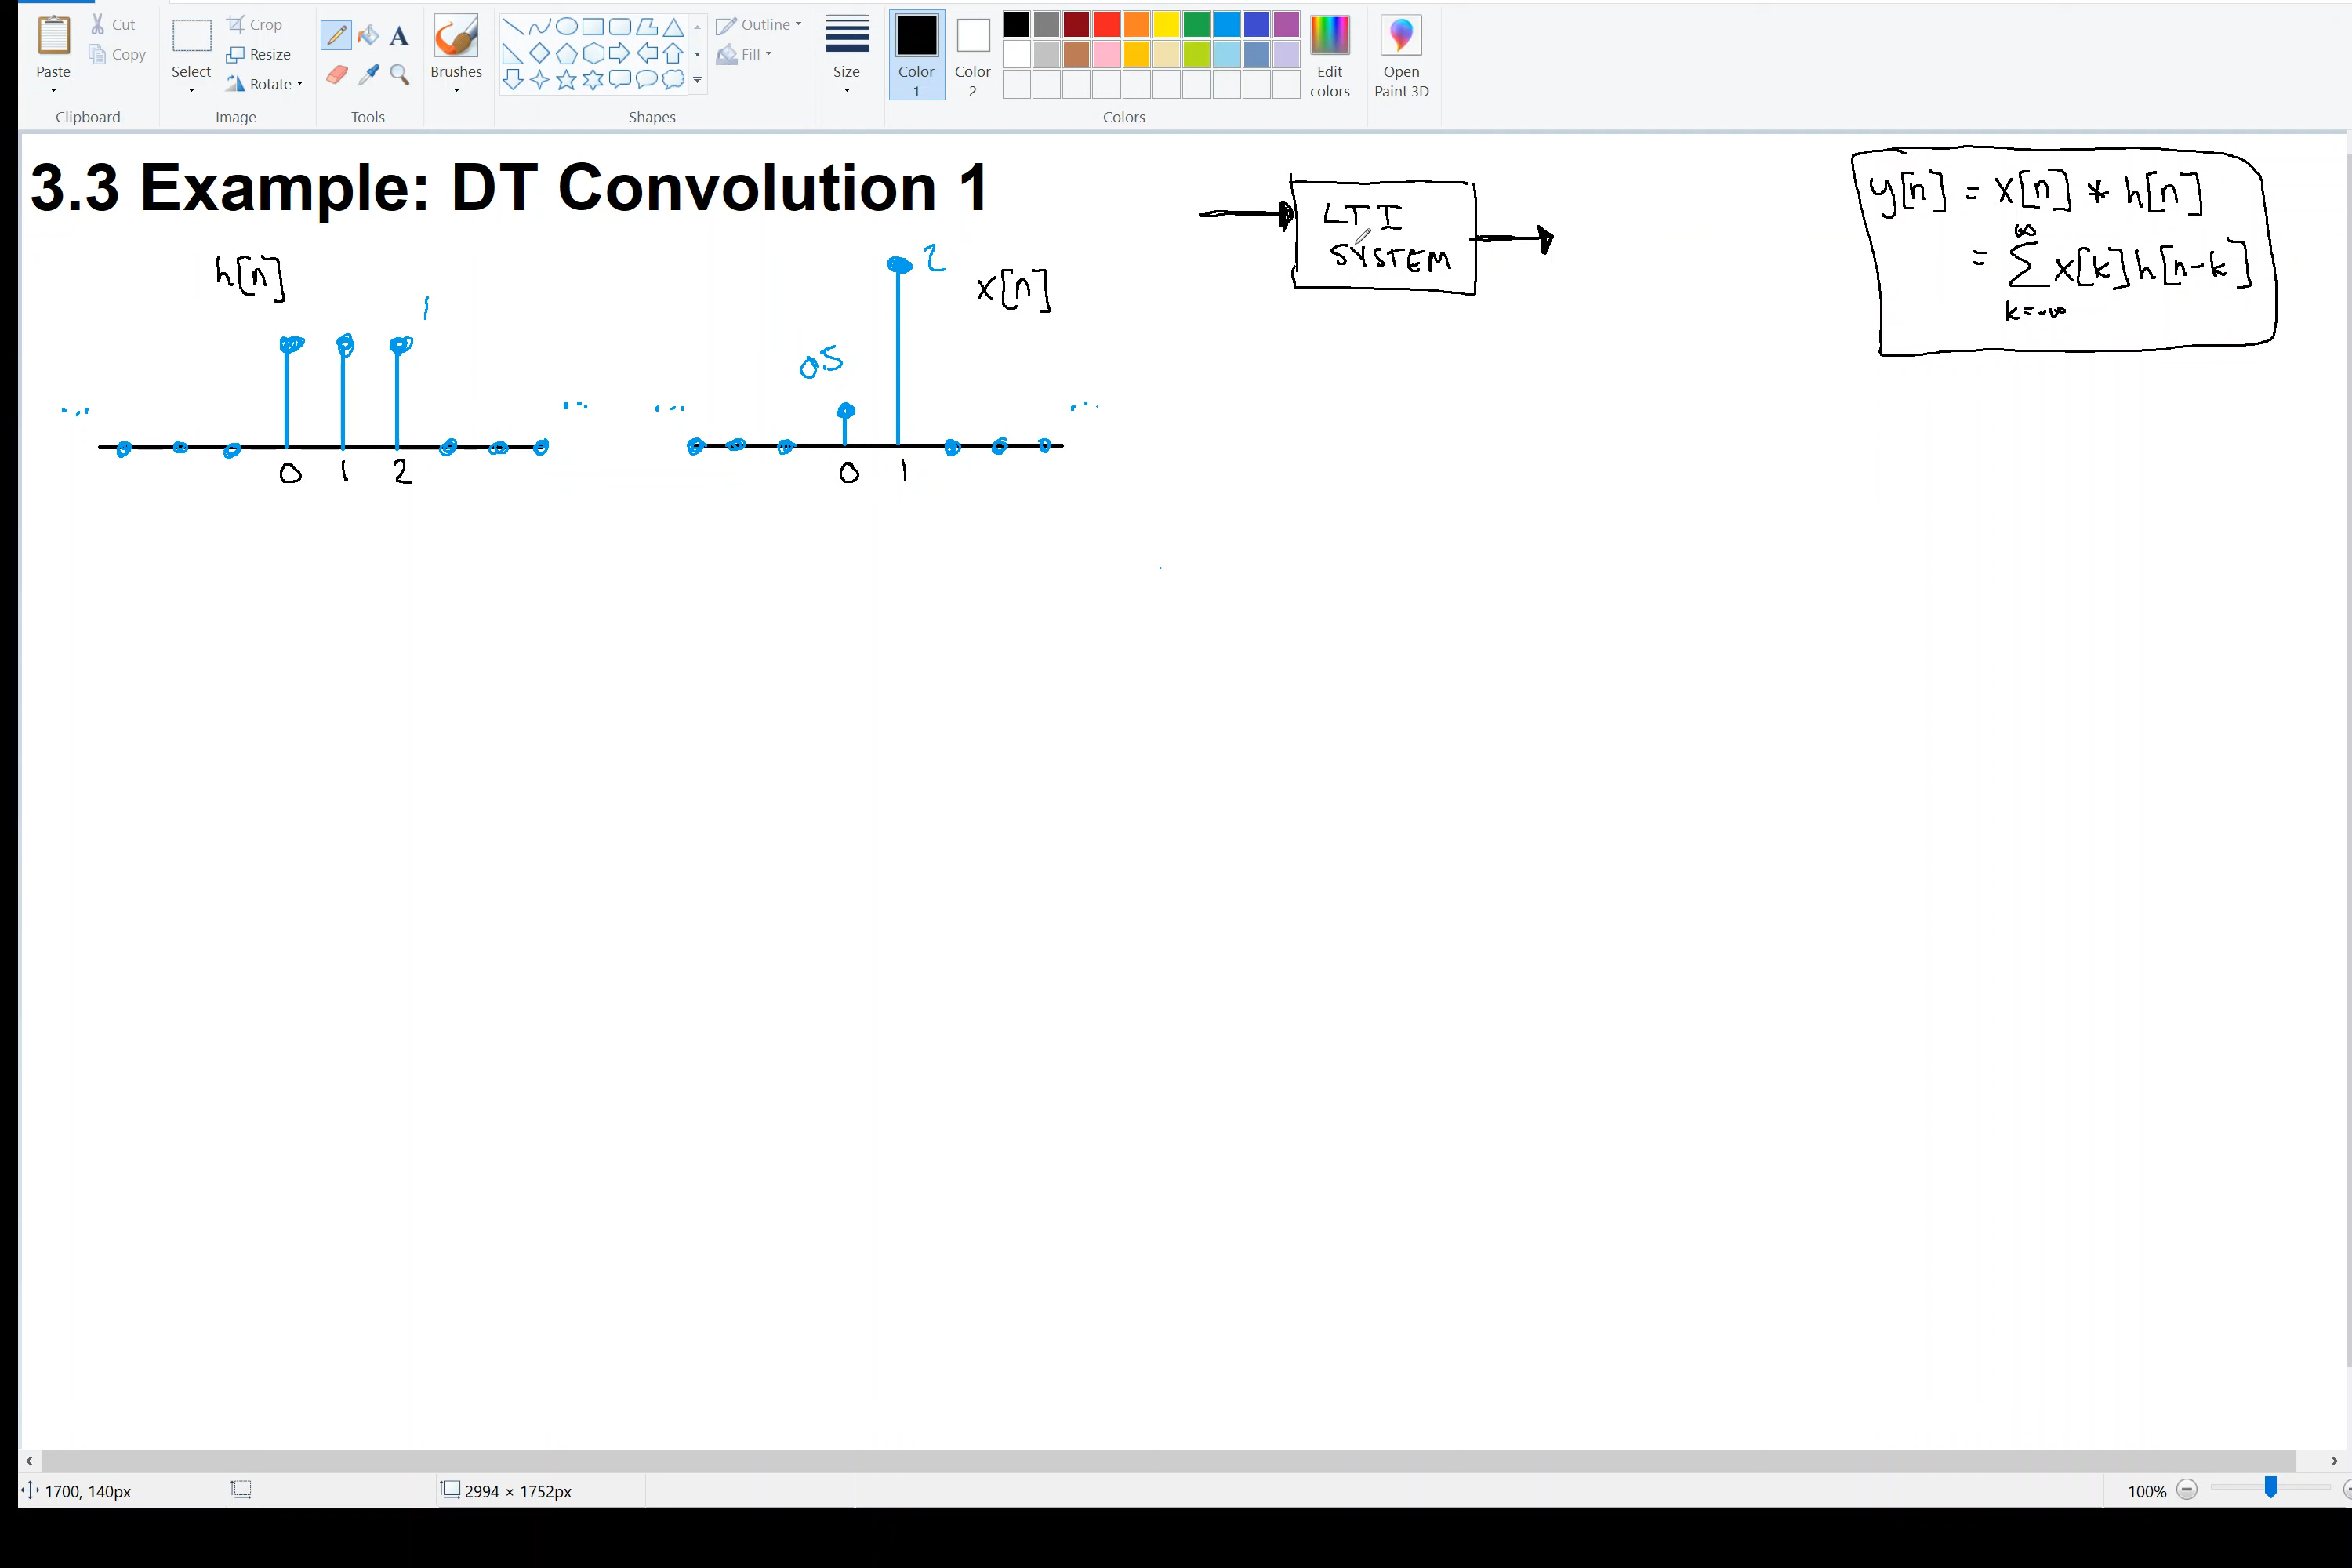 Paste
Cut
Copy
Clipboard
Select
Crop
Resize
Rotate
Image
A
Tools
Brushes
Shapes
Outline
Fill
Size
Color 1
Color 2
Colors
Edit colors
Open Paint 3D
3.3 Example: DT Convolution 1
h[n]
1
0 1 2
...
x[n]
2
0.5
0 1
LTI
SYSTEM
y[n] = x[n] * h[n]
= ∑ x[k]h[n-k]
∞
k=-∞
1700, 140px
2994 × 1752px
100%